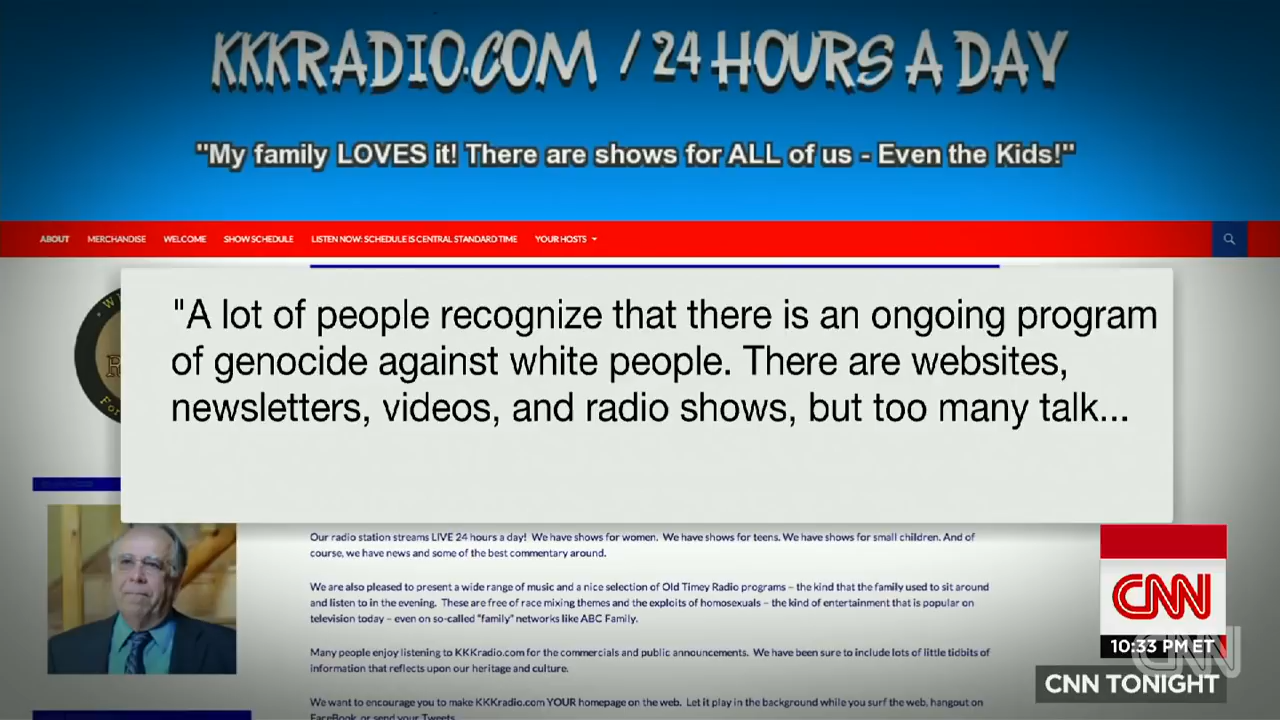 KKKRADIO.COM / 24 HOURS A DAY
"My family LOVES it! There are shows for ALL of us - Even the Kids!"
ABOUT MERCHANDISE WELCOME SHOW SCHEDULE LISTEN NOW: SCHEDULE IS CENTRAL STANDARD TIME YOUR HOSTS
"A lot of people recognize that there is an ongoing program
of genocide against white people. There are websites,
newsletters, videos, and radio shows, but too many talk...
Our radio station streams LIVE 24 hours a day! We have shows for women. We have shows for teens. We have shows for small children. And of
course, we have news and some of the best commentary around.
We are also pleased to present a wide range of music and a nice selection of Old Timey Radio programs – the kind that the family used to sit around
and listen to in the evening. These are free of race mixing themes and the exploits of homosexuals – the kind of entertainment that is popular on
television today – even on so-called "family" networks like ABC Family.
Many people enjoy listening to KKKradio.com for the commercials and public announcements. We have been sure to include lots of little tidbits of
information that reflects upon our heritage and culture.
We want to encourage you to make KKKradio.com YOUR homepage on the web. Let it play in the background while you surf the web, hangout on
FaceBook, or send your Tweets.
CNN
10:33 PM ET
CNN
CNN TONIGHT